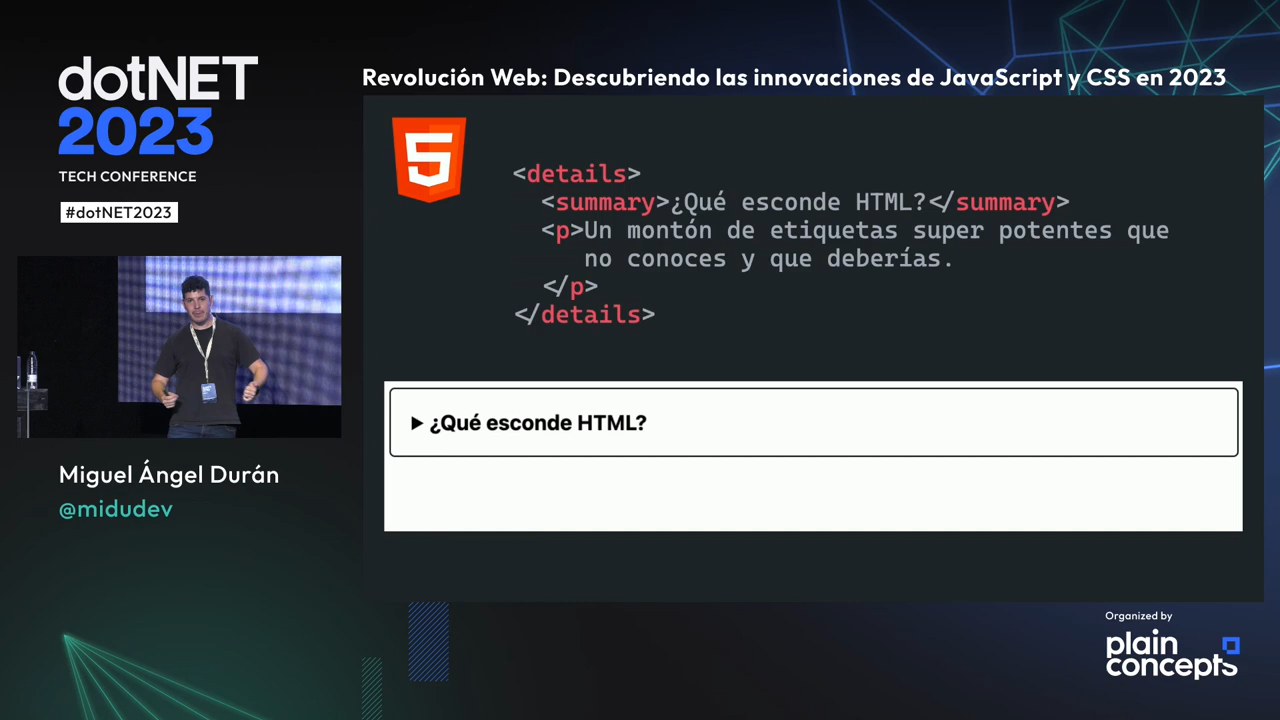 dotNET
2023
TECH CONFERENCE
#dotNET2023
Miguel Ángel Durán
@midudev
Revolución Web: Descubriendo las innovaciones de JavaScript y CSS en 2023
5
<details>
<summary>¿Qué esconde HTML?</summary>
<p>Un montón de etiquetas super potentes que
no conoces y que deberías.
</p>
</details>
▶ ¿Qué esconde HTML?
Organized by
plain
concepts